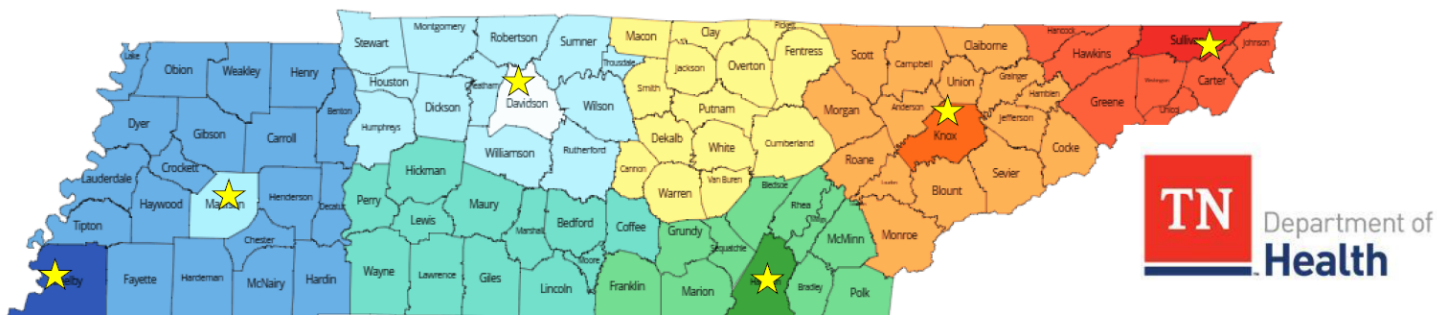 Lake
Obion
Weakley
Henry
Benton
Dyer
Gibson
Carroll
Crockett
Lauderdale
Haywood
Henderson
Tipton
Chester
Fayette
Hardeman
McNairy
Hardin
Stewart
Montgomery
Robertson
Sumner
Trousdale
Houston
Dickson
Davidson
Wilson
Humphreys
Williamson
Rutherford
Hickman
Perry
Lewis
Maury
Marshall
Bedford
Coffee
Moore
Wayne
Lawrence
Giles
Lincoln
Macon
Clay
Pickett
Jackson
Overton
Fentress
Smith
Putnam
Dekalb
White
Cumberland
Cannon
Warren
Van Buren
Bledsoe
Rhea
Grundy
Sequatchie
McMinn
Franklin
Marion
Bradley
Polk
Scott
Campbell
Claiborne
Union
Grainger
Hamblen
Morgan
Anderson
Knox
Jefferson
Roane
Cocke
Blount
Sevier
Monroe
Hancock
Hawkins
Johnson
Greene
Washington
Carter
Unicoi
TN
Department of
Health